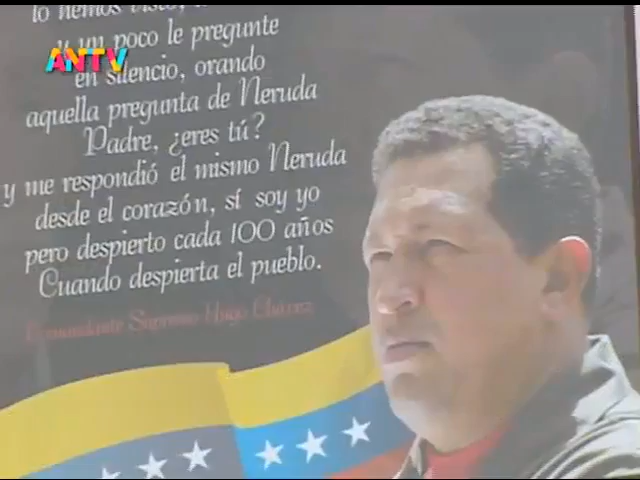 lo hemos visto,
y un poco le pregunte
en silencio, orando
aquella pregunta de Neruda
Padre, ¿eres tú?
y me respondió el mismo Neruda
desde el corazón, sí soy yo
pero despierto cada 100 años
Cuando despierta el pueblo.
Comandante Supremo Hugo Chávez
ANTV